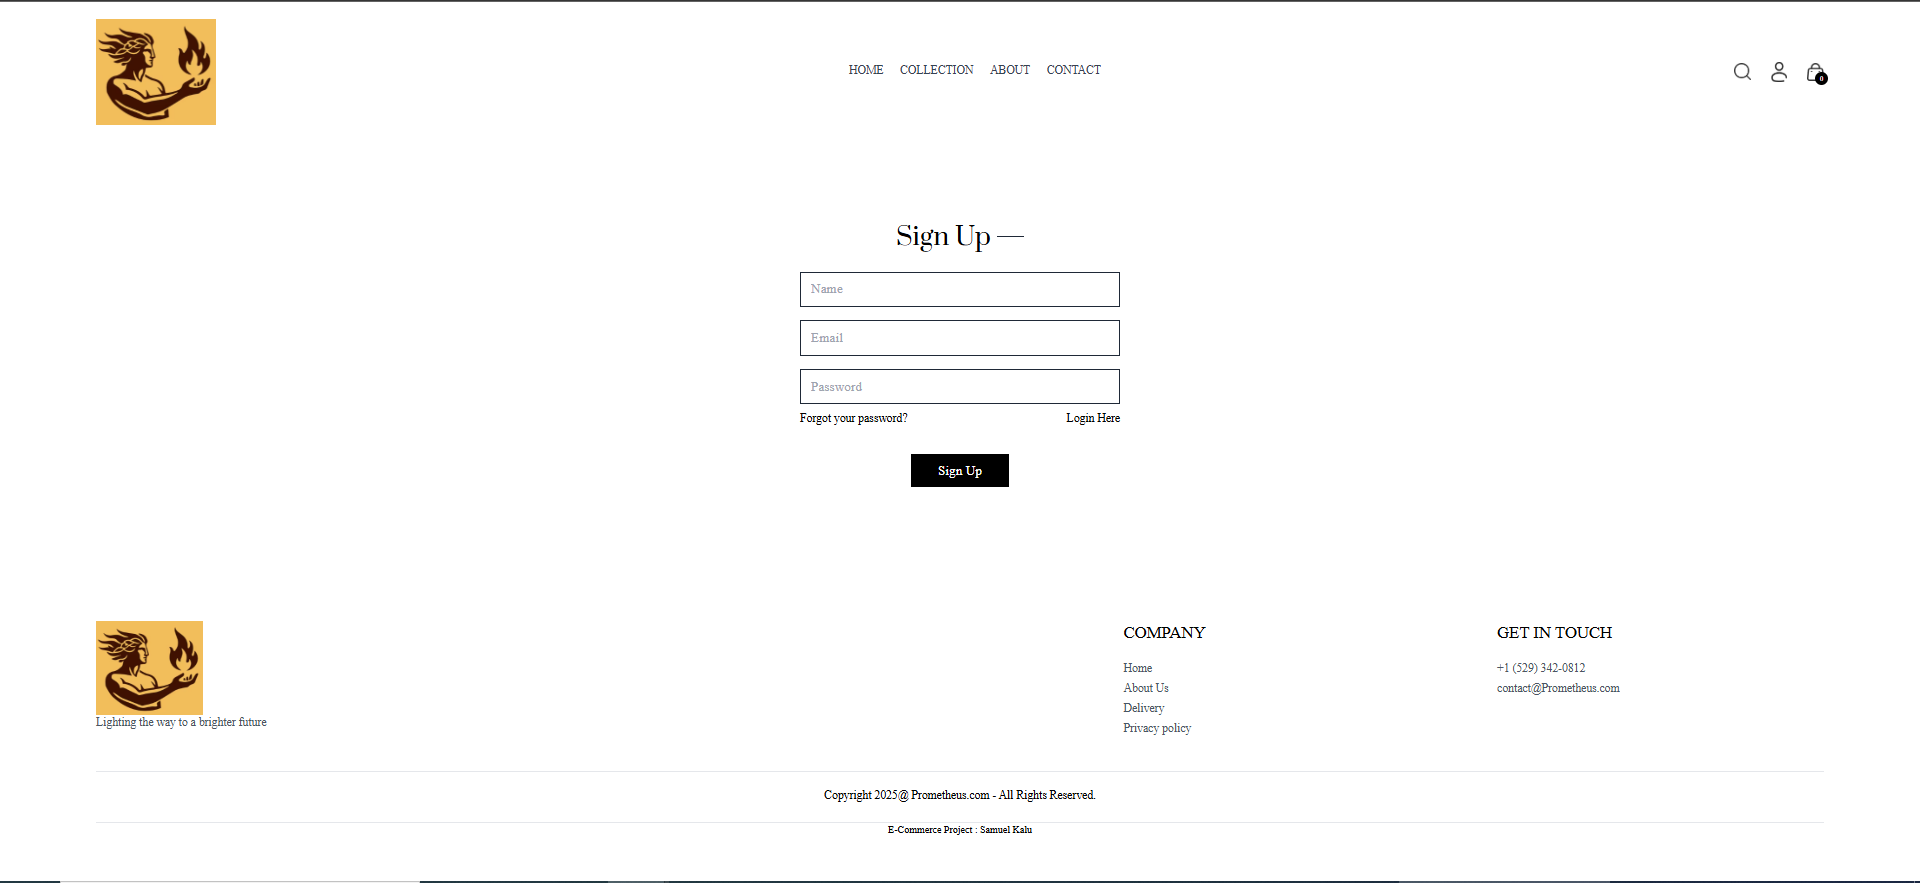 HOME COLLECTION ABOUT CONTACT
0
Sign Up —
Name
Email
Password
Forgot your password? Login Here
Sign Up
Lighting the way to a brighter future
COMPANY
Home
About Us
Delivery
Privacy policy
GET IN TOUCH
+1 (529) 342-0812
contact@Prometheus.com
Copyright 2025@ Prometheus.com - All Rights Reserved.
E-Commerce Project : Samuel Kalu